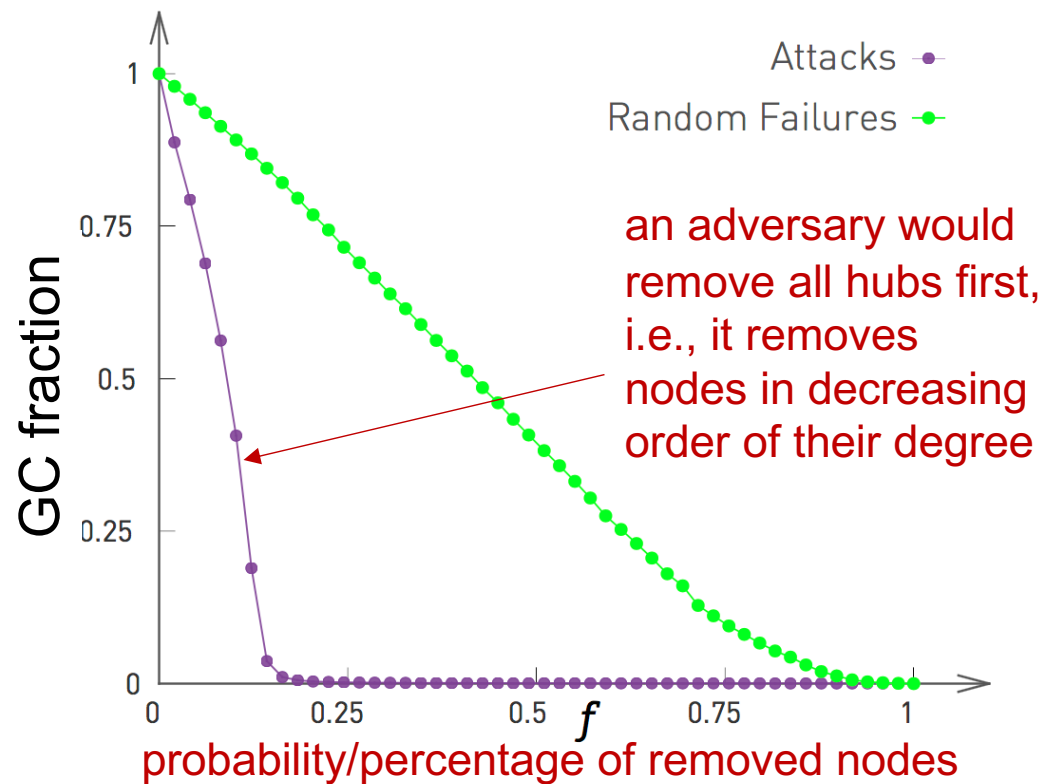 Attacks
Random Failures
1
0.75
0.5
0.25
0
GC fraction
an adversary would
remove all hubs first,
i.e., it removes
nodes in decreasing
order of their degree
0 0.25 0.5 0.75 1
f
probability/percentage of removed nodes